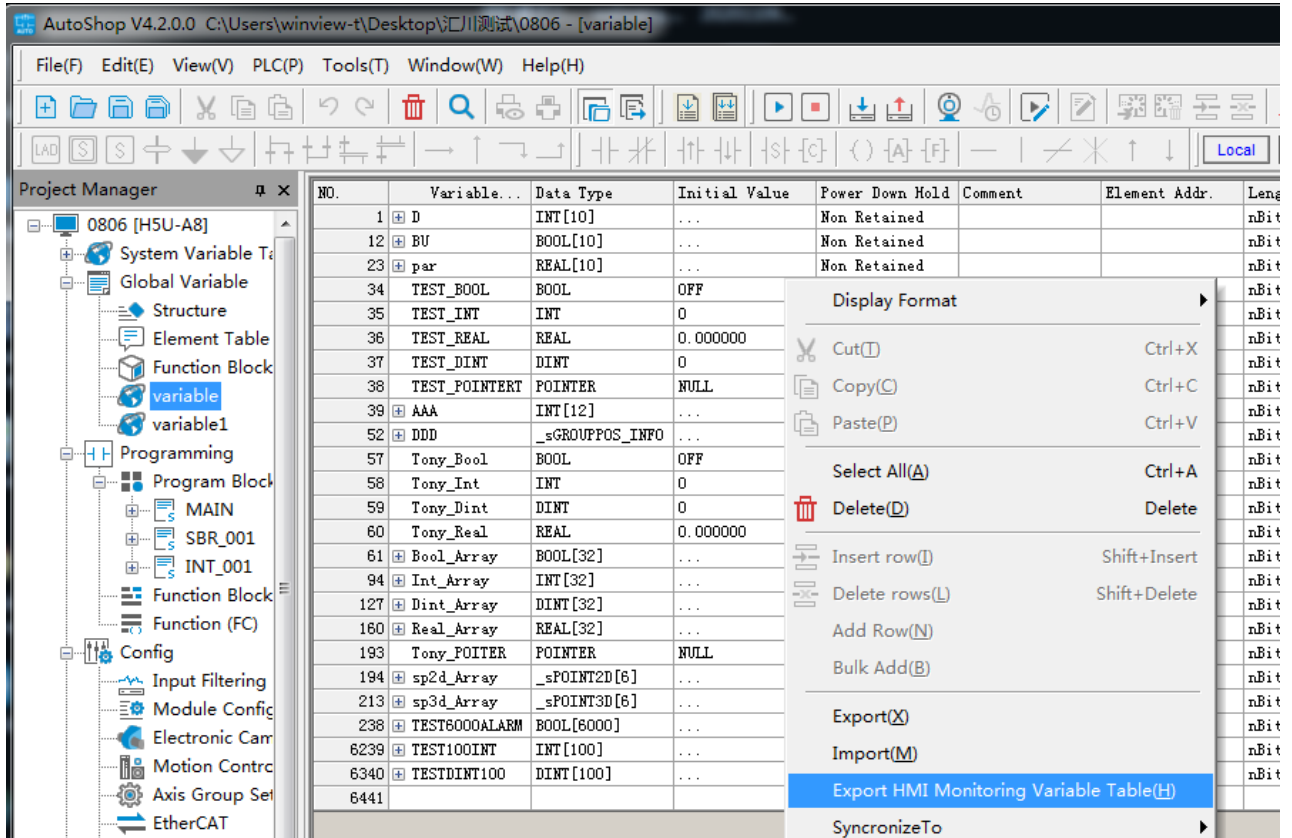 AutoShop V4.2.0.0 C:\Users\winview-t\Desktop\汇川测试\0806 - [variable]
File(F) Edit(E) View(V) PLC(P) Tools(T) Window(W) Help(H)
LAD S S
S C A F
Local
Project Manager
0806 [H5U-A8]
System Variable Ta
Global Variable
Structure
Element Table
Function Block
variable
variable1
Programming
Program Block
MAIN
SBR_001
INT_001
Function Block
Function (FC)
Config
Input Filtering
Module Config
Electronic Cam
Motion Contro
Axis Group Set
EtherCAT
NO. Variable... Data Type Initial Value Power Down Hold Comment Element Addr. Leng
1 D INT[10] ... Non Retained nBit
12 BU BOOL[10] ... Non Retained nBit
23 par REAL[10] ... Non Retained nBit
34 TEST_BOOL BOOL OFF nBit
35 TEST_INT INT 0 nBit
36 TEST_REAL REAL 0.000000 nBit
37 TEST_DINT DINT 0 nBit
38 TEST_POINTERT POINTER NULL nBit
39 AAA INT[12] ... nBit
52 DDD _sGROUPPOS_INFO ... nBit
57 Tony_Bool BOOL OFF nBit
58 Tony_Int INT 0 nBit
59 Tony_Dint DINT 0 nBit
60 Tony_Real REAL 0.000000 nBit
61 Bool_Array BOOL[32] ... nBit
94 Int_Array INT[32] ... nBit
127 Dint_Array DINT[32] ... nBit
160 Real_Array REAL[32] ... nBit
193 Tony_POITER POINTER NULL nBit
194 sp2d_Array _sPOINT2D[6] ... nBit
213 sp3d_Array _sPOINT3D[6] ... nBit
238 TEST6000ALARM BOOL[6000] ... nBit
6239 TEST100INT INT[100] ... nBit
6340 TESTDINT100 DINT[100] ... nBit
6441
Display Format
Cut(T) Ctrl+X
Copy(C) Ctrl+C
Paste(P) Ctrl+V
Select All(A) Ctrl+A
Delete(D) Delete
Insert row(I) Shift+Insert
Delete rows(L) Shift+Delete
Add Row(N)
Bulk Add(B)
Export(X)
Import(M)
Export HMI Monitoring Variable Table(H)
SyncronizeTo